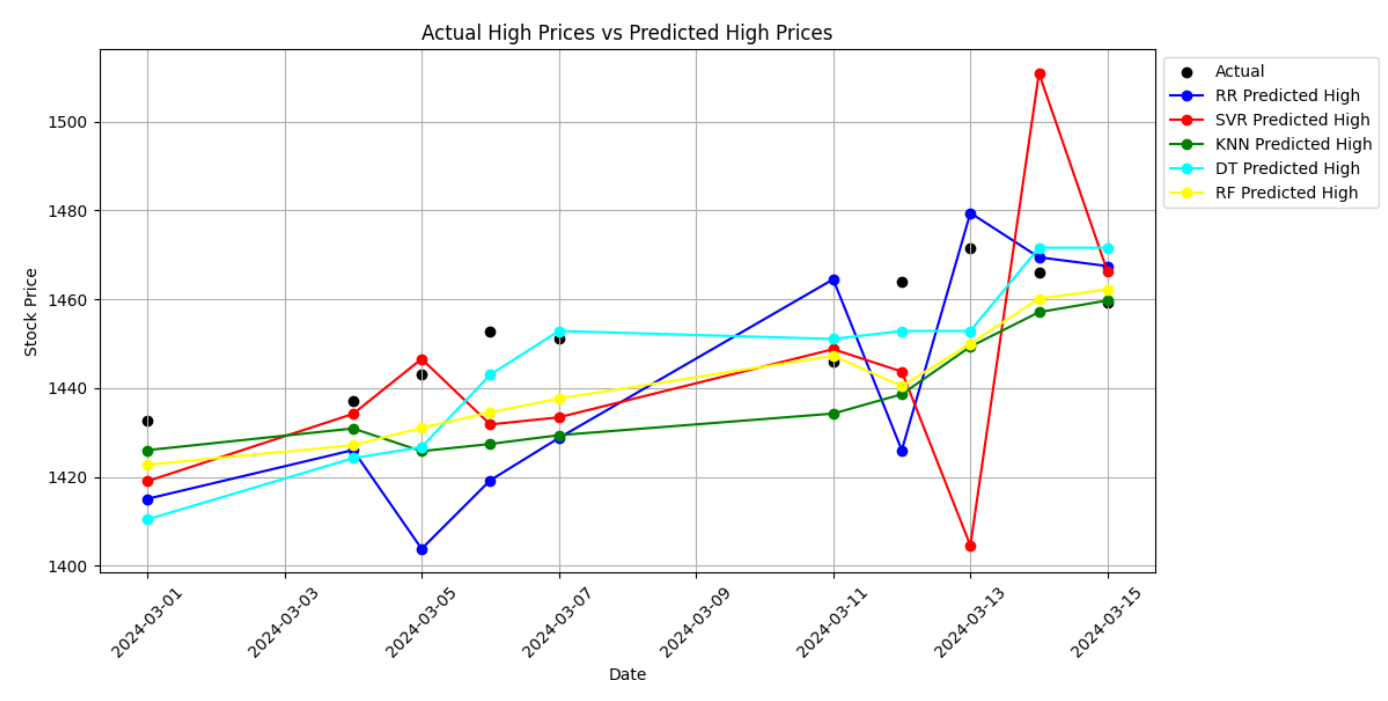 Actual High Prices vs Predicted High Prices
Actual
RR Predicted High
SVR Predicted High
KNN Predicted High
DT Predicted High
RF Predicted High
Stock Price
1500
1480
1460
1440
1420
1400
2024-03-01
2024-03-03
2024-03-05
2024-03-07
2024-03-09
2024-03-11
2024-03-13
2024-03-15
Date